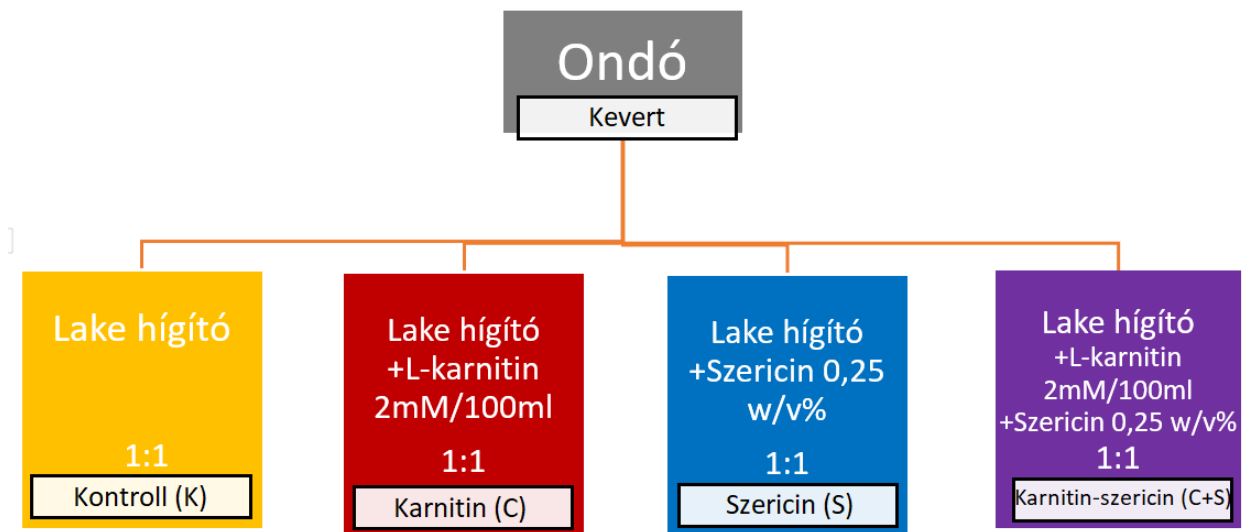 Ondó
Kevert
Lake hígító
1:1
Kontroll (K)
Lake hígító
+L-karnitin
2mM/100ml
1:1
Karnitin (C)
Lake hígító
+Szericin 0,25
w/v%
1:1
Szericin (S)
Lake hígító
+L-karnitin
2mM/100ml
+Szericin 0,25 w/v%
1:1
Karnitin-szericin (C+S)